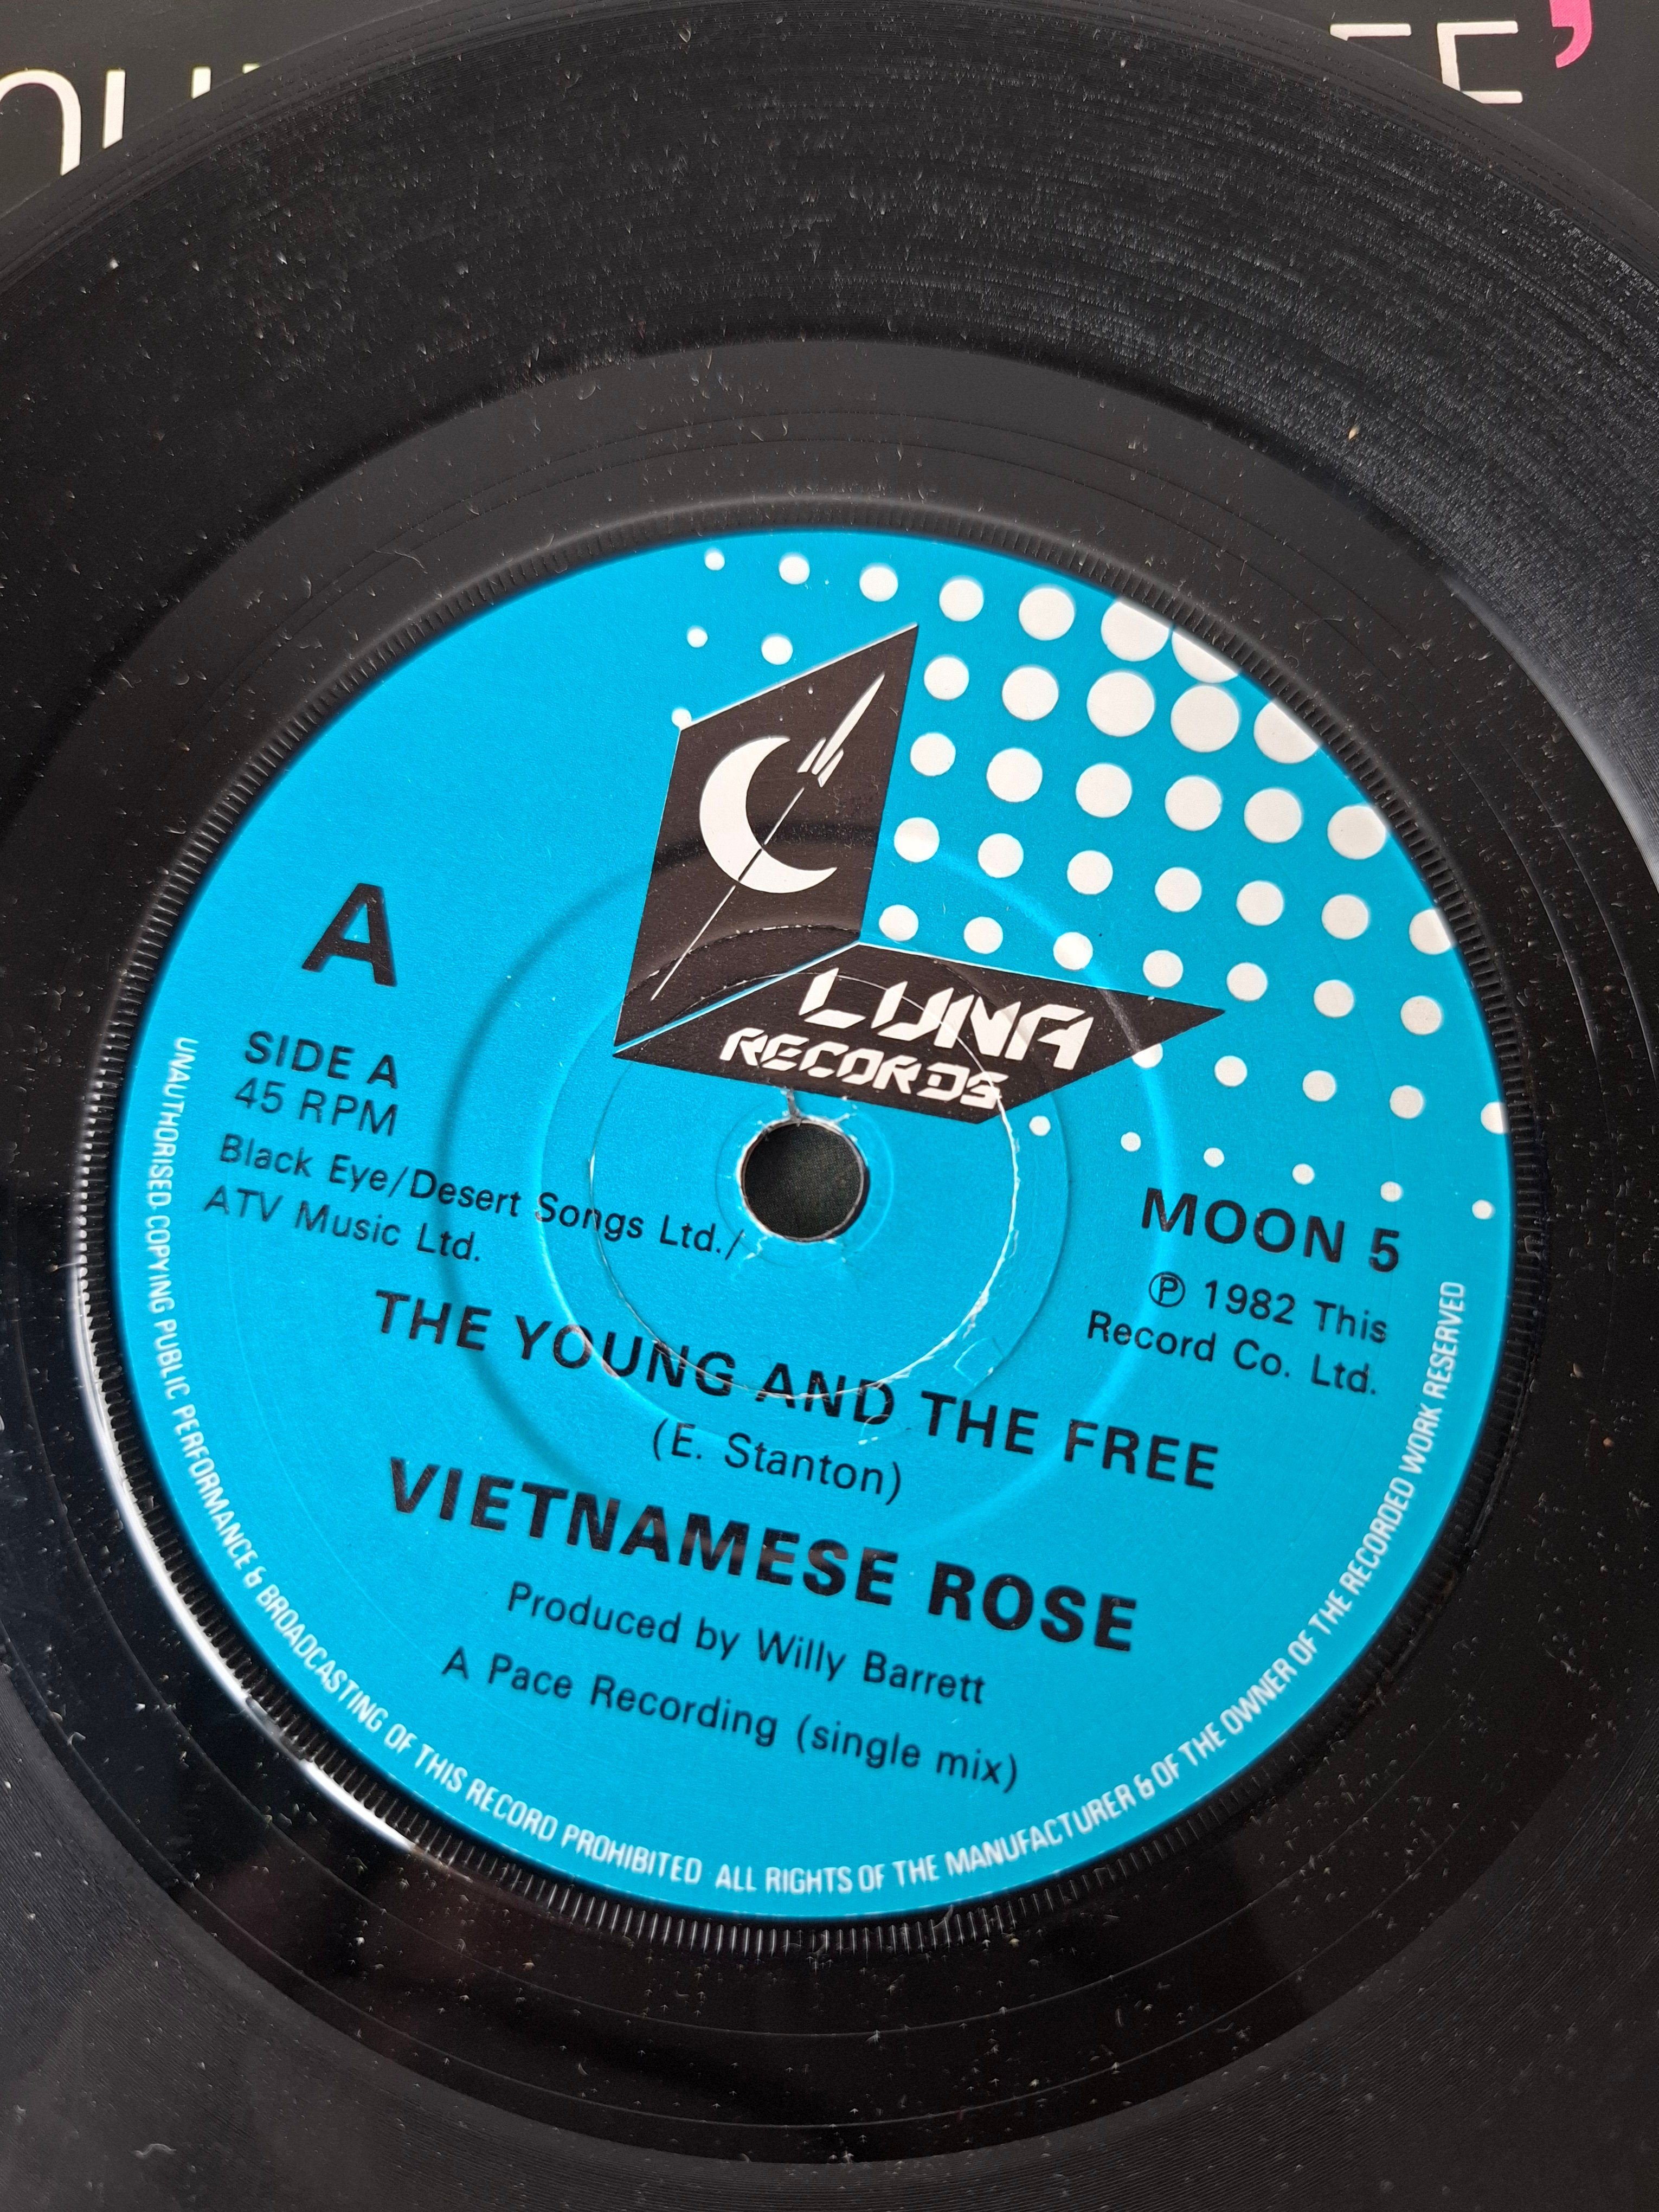 LUNA
RECORDS
A
SIDE A
45 RPM
Black Eye/Desert Songs Ltd./
ATV Music Ltd.
MOON 5
℗ 1982 This
Record Co. Ltd.
THE YOUNG AND THE FREE
(E. Stanton)
VIETNAMESE ROSE
Produced by Willy Barrett
A Pace Recording (single mix)
UNAUTHORISED COPYING PUBLIC PERFORMANCE & BROADCASTING OF THIS RECORD PROHIBITED ALL RIGHTS OF THE MANUFACTURER & OF THE OWNER OF THE RECORDED WORK RESERVED